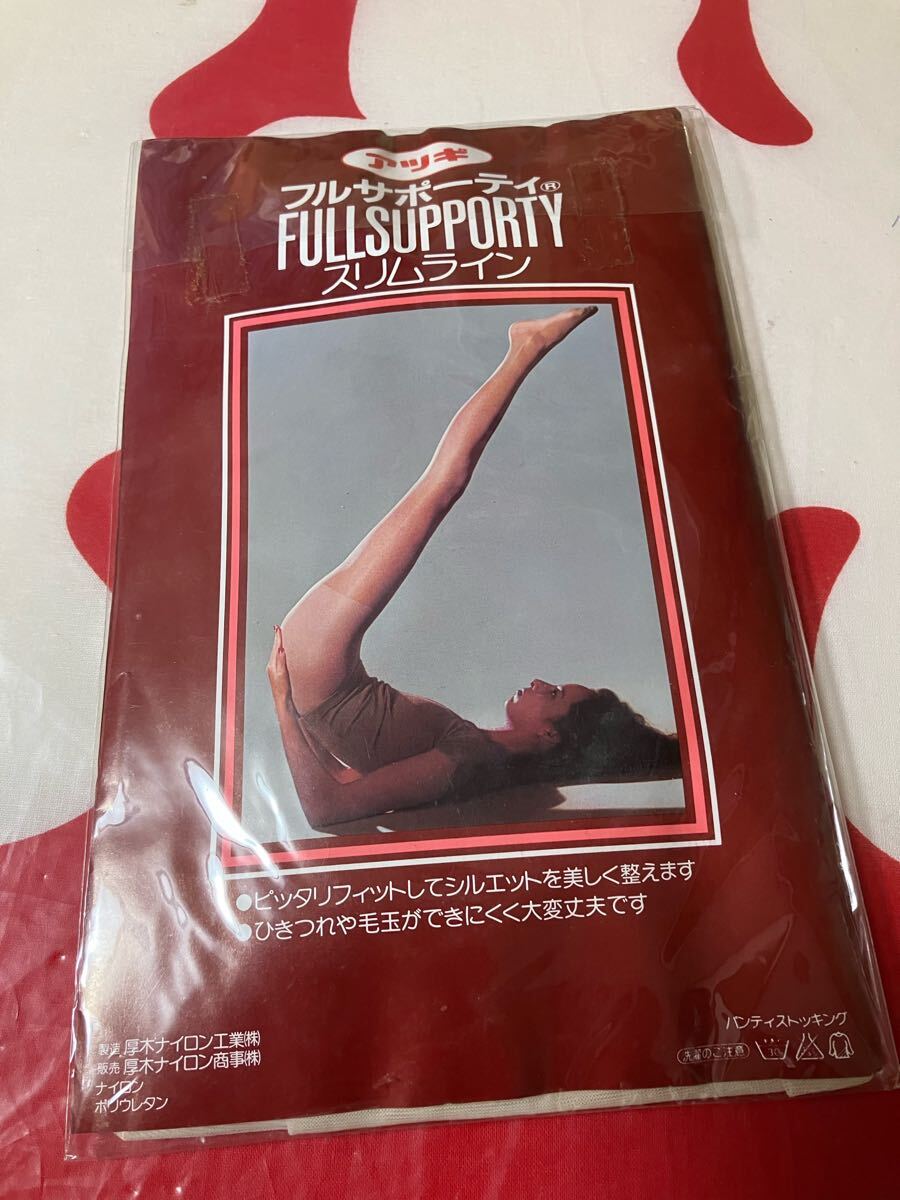 アツギ
フルサポーティ®
FULLSUPPORTY
スリムライン
●ピッタリフィットしてシルエットを美しく整えます
●ひきつれや毛玉ができにくく大変丈夫です
製造 厚木ナイロン工業㈱
販売 厚木ナイロン商事㈱
ナイロン
ポリウレタン
パンティストッキング
洗濯のご注意 30